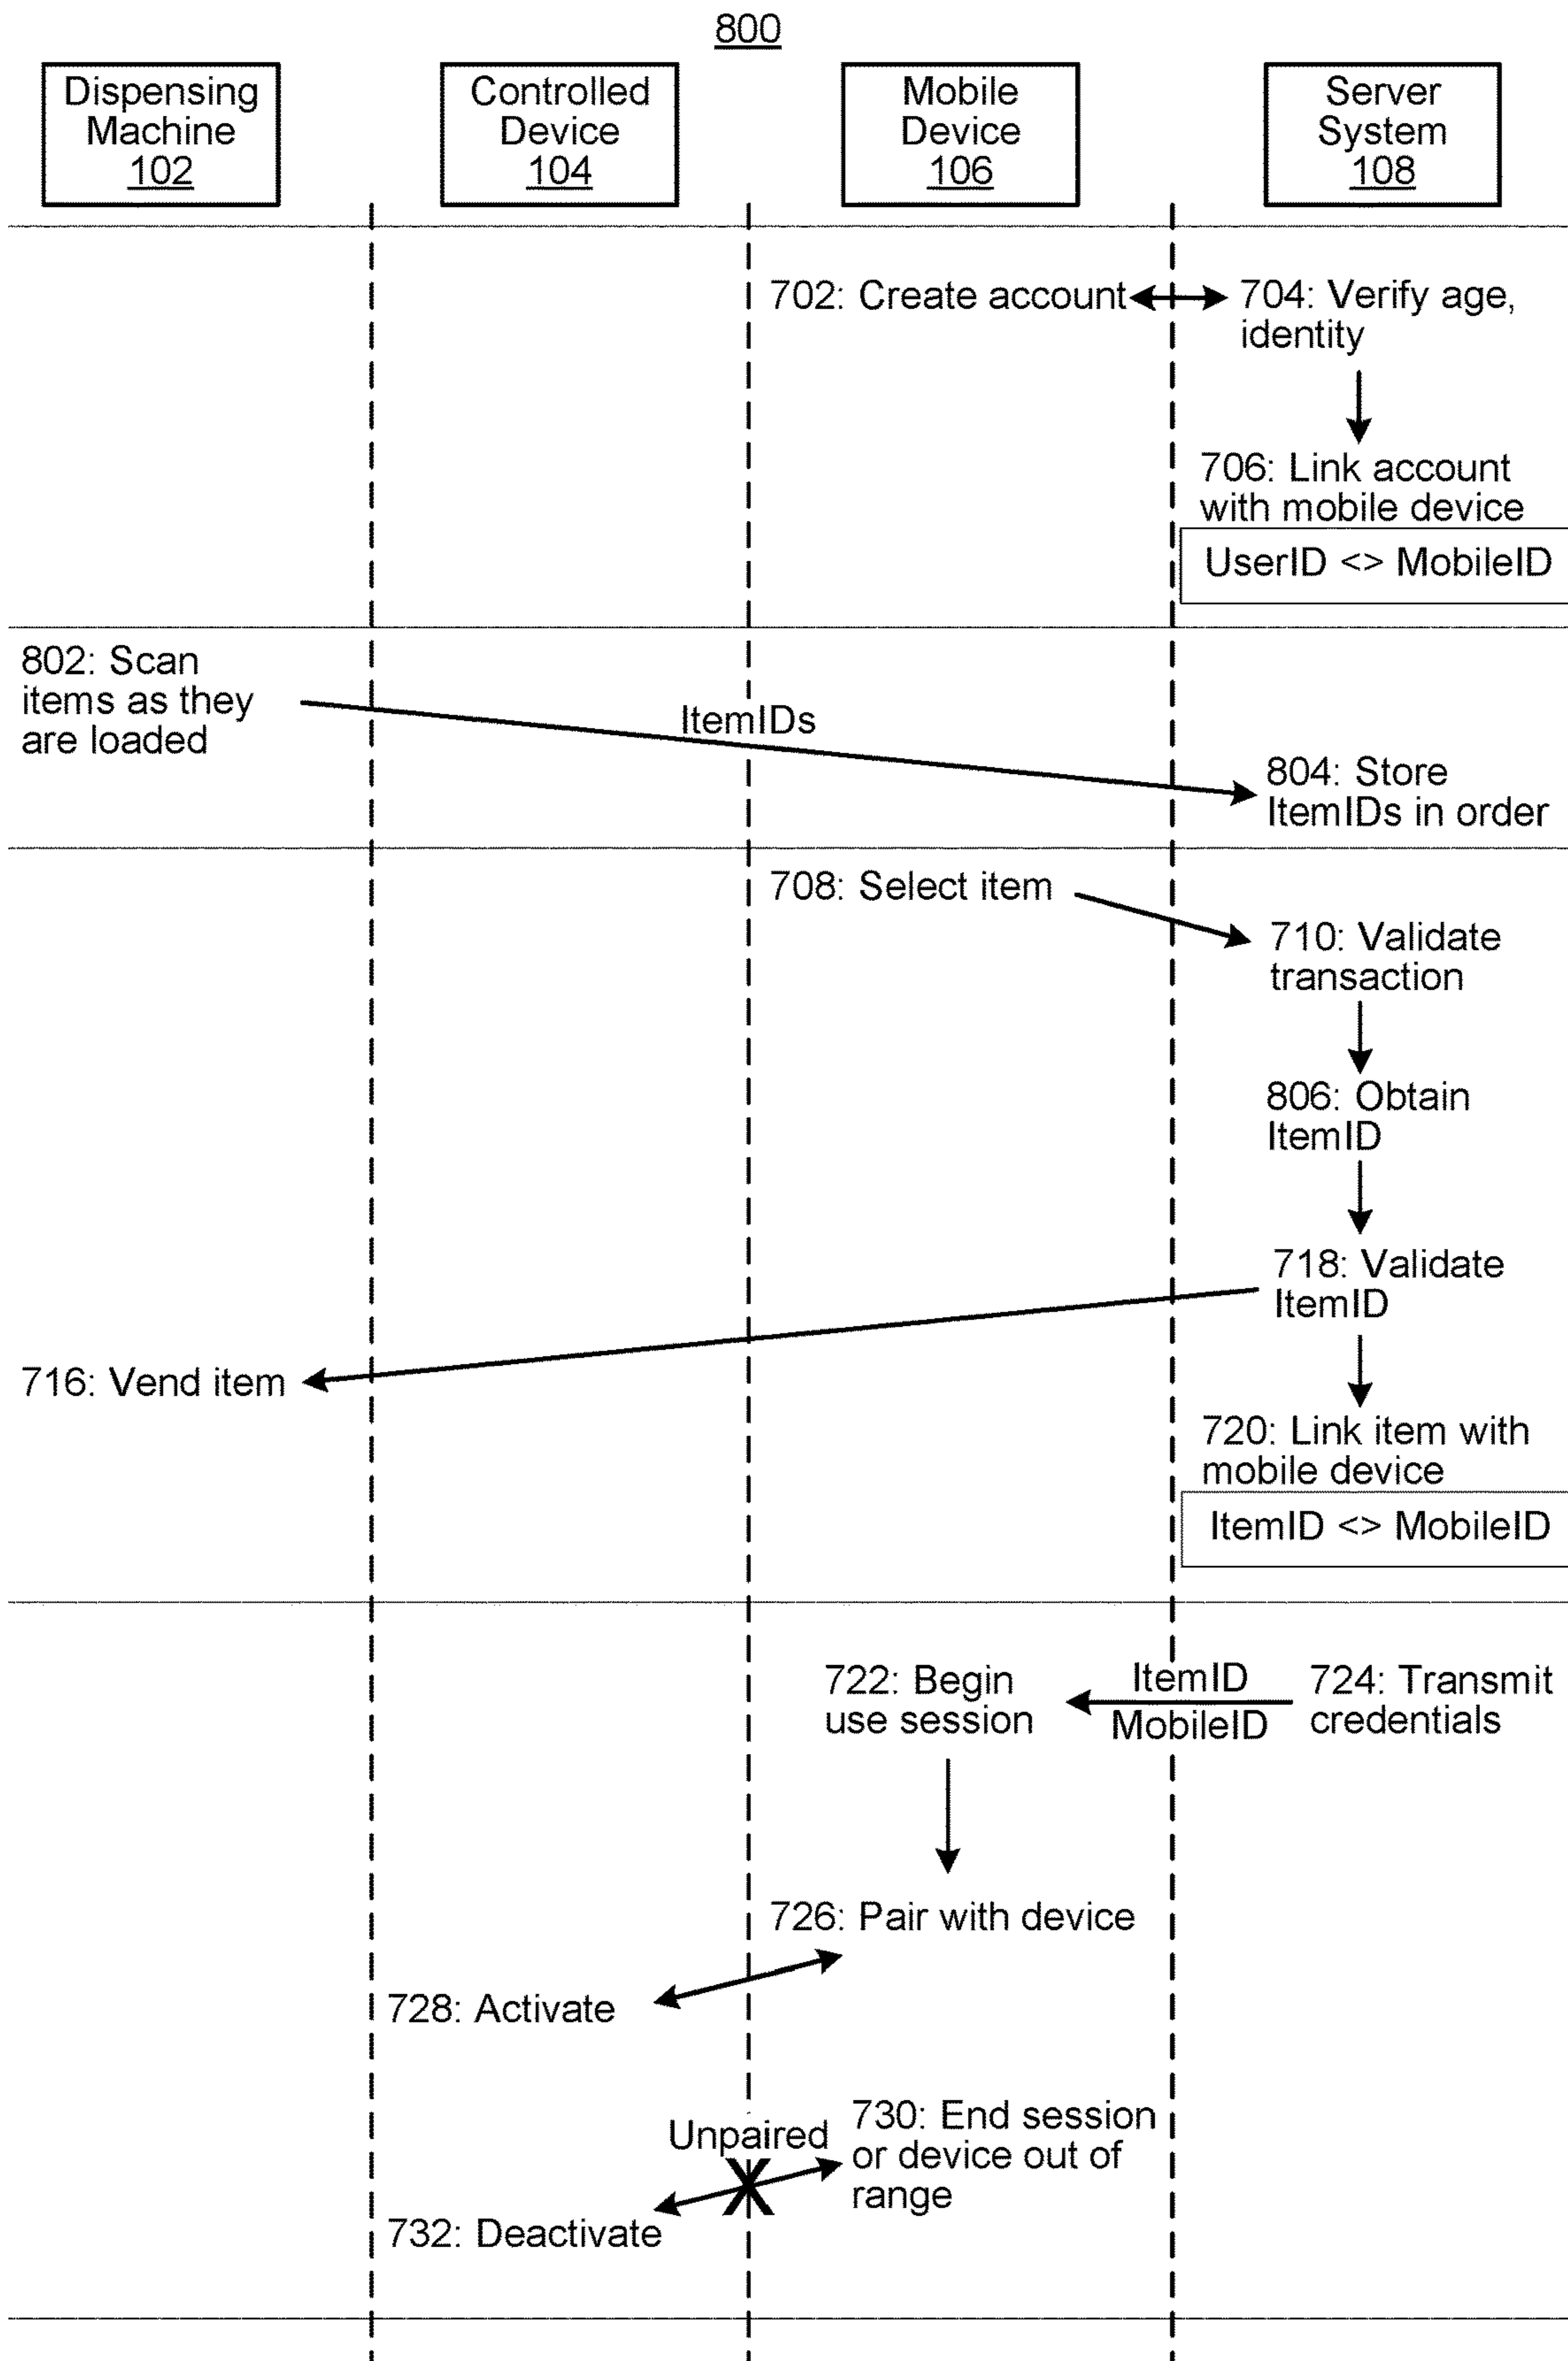 800
Dispensing
Machine
102
Controlled
Device
104
Mobile
Device
106
Server
System
108
702: Create account
704: Verify age,
identity
706: Link account
with mobile device
UserID <> MobileID
802: Scan
items as they
are loaded
ItemIDs
804: Store
ItemIDs in order
708: Select item
710: Validate
transaction
806: Obtain
ItemID
718: Validate
ItemID
716: Vend item
720: Link item with
mobile device
ItemID <> MobileID
722: Begin
use session
ItemID
MobileID
724: Transmit
credentials
726: Pair with device
728: Activate
Unpaired
730: End session
or device out of
range
732: Deactivate